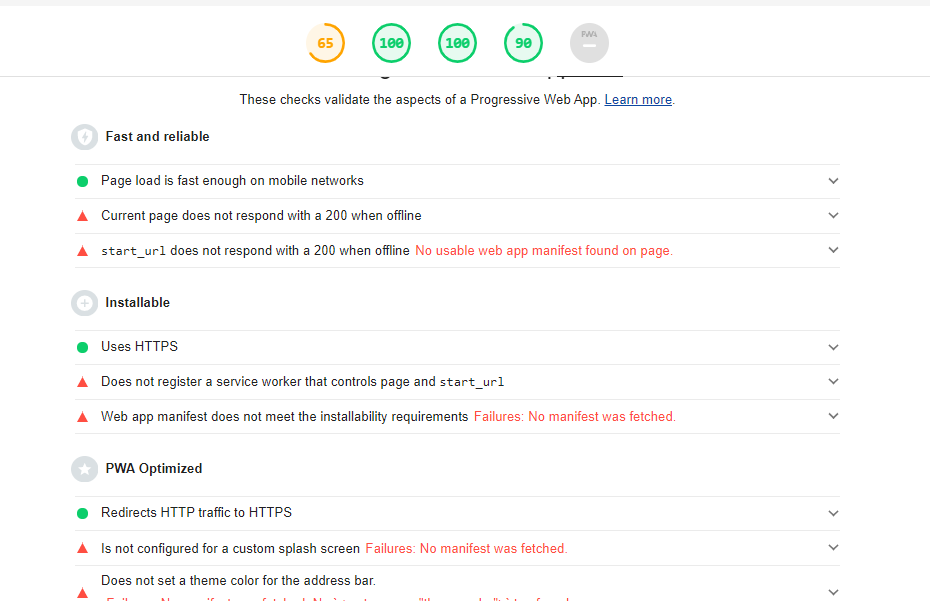 65 100 100 90 PWA
These checks validate the aspects of a Progressive Web App. Learn more.
Fast and reliable
Page load is fast enough on mobile networks
Current page does not respond with a 200 when offline
start_url does not respond with a 200 when offline No usable web app manifest found on page.
Installable
Uses HTTPS
Does not register a service worker that controls page and start_url
Web app manifest does not meet the installability requirements Failures: No manifest was fetched.
PWA Optimized
Redirects HTTP traffic to HTTPS
Is not configured for a custom splash screen Failures: No manifest was fetched.
Does not set a theme color for the address bar.